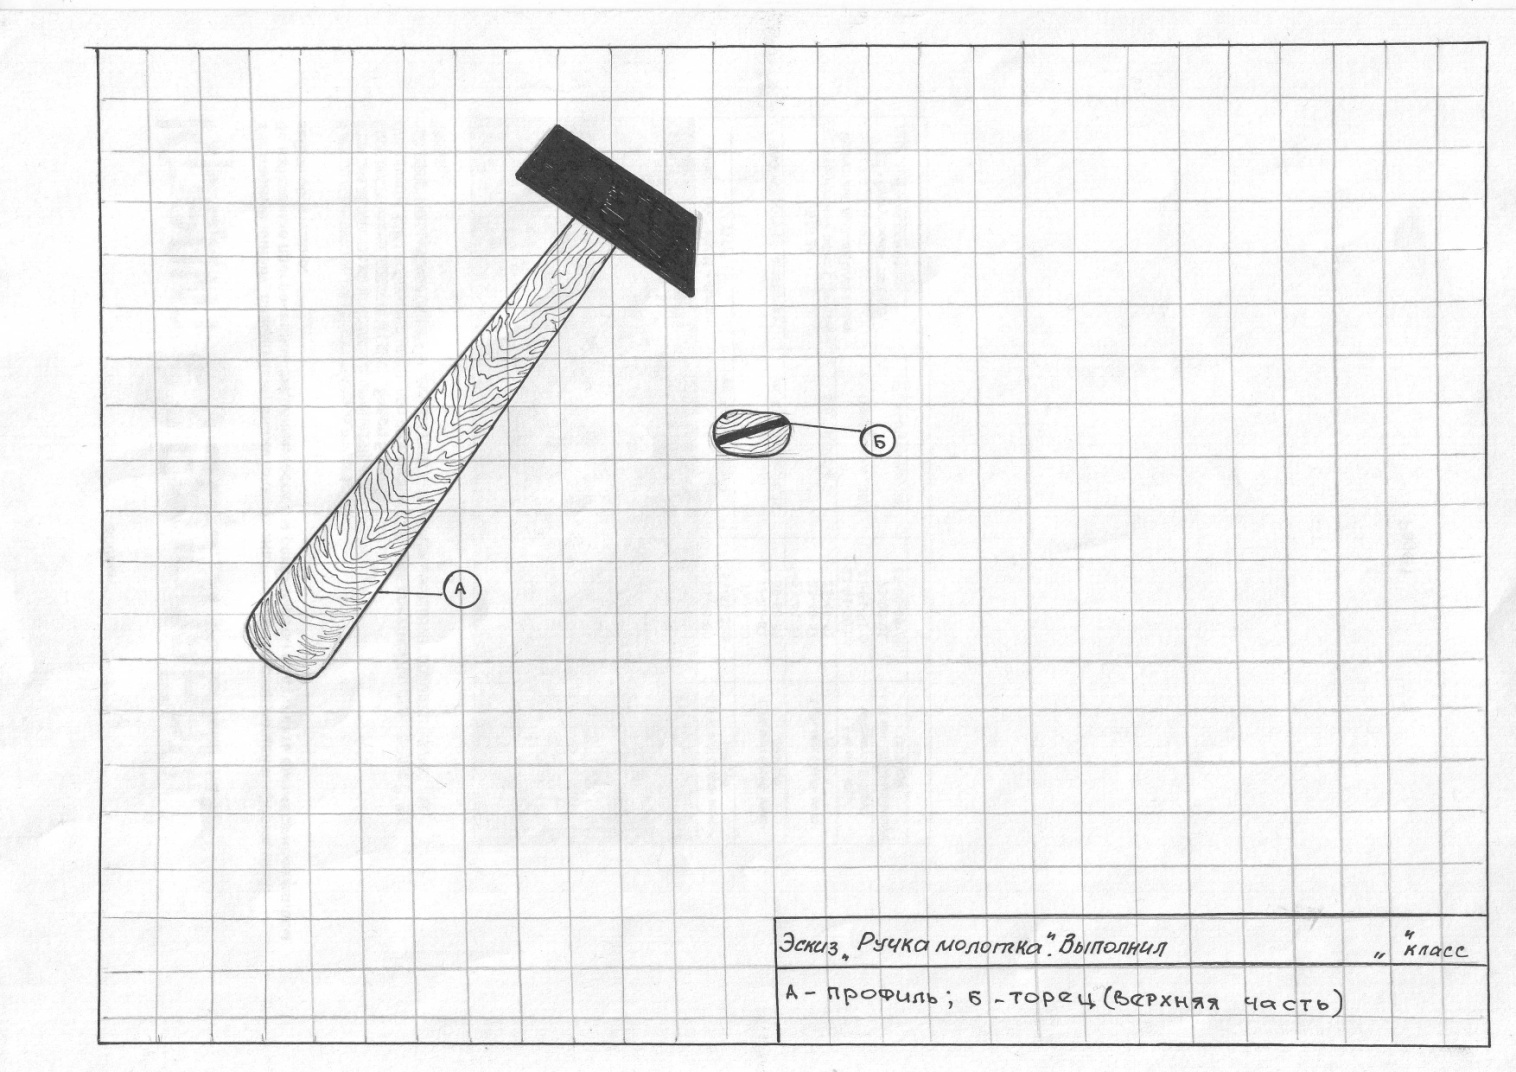 А
Б
Эскиз „Ручка молотка". Выполнил „ " класс
А - профиль; Б - торец (верхняя часть)